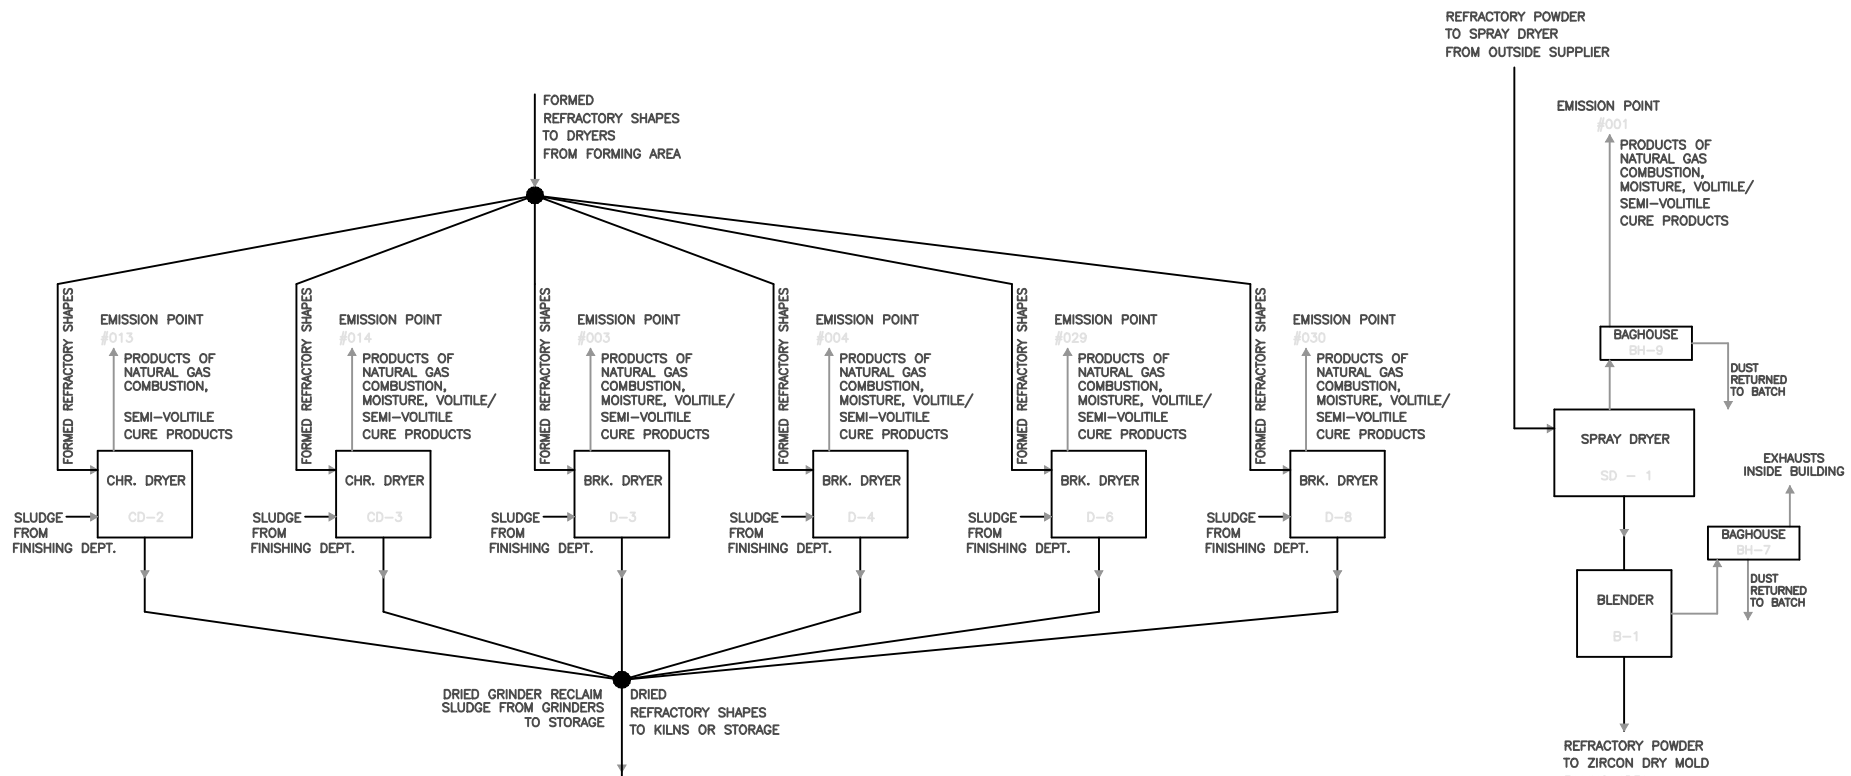 REFRACTORY POWDER
TO SPRAY DRYER
FROM OUTSIDE SUPPLIER
FORMED
REFRACTORY SHAPES
TO DRYERS
FROM FORMING AREA
EMISSION POINT
#001
PRODUCTS OF
NATURAL GAS
COMBUSTION,
MOISTURE, VOLITILE/
SEMI-VOLITILE
CURE PRODUCTS
FORMED REFRACTORY SHAPES
EMISSION POINT
#013
PRODUCTS OF
NATURAL GAS
COMBUSTION,
SEMI-VOLITILE
CURE PRODUCTS
CHR. DRYER
CD-2
SLUDGE
FROM
FINISHING DEPT.
FORMED REFRACTORY SHAPES
EMISSION POINT
#014
PRODUCTS OF
NATURAL GAS
COMBUSTION,
MOISTURE, VOLITILE/
SEMI-VOLITILE
CURE PRODUCTS
CHR. DRYER
CD-3
SLUDGE
FROM
FINISHING DEPT.
FORMED REFRACTORY SHAPES
EMISSION POINT
#003
PRODUCTS OF
NATURAL GAS
COMBUSTION,
MOISTURE, VOLITILE/
SEMI-VOLITILE
CURE PRODUCTS
BRK. DRYER
D-3
SLUDGE
FROM
FINISHING DEPT.
FORMED REFRACTORY SHAPES
EMISSION POINT
#004
PRODUCTS OF
NATURAL GAS
COMBUSTION,
MOISTURE, VOLITILE/
SEMI-VOLITILE
CURE PRODUCTS
BRK. DRYER
D-4
SLUDGE
FROM
FINISHING DEPT.
FORMED REFRACTORY SHAPES
EMISSION POINT
#029
PRODUCTS OF
NATURAL GAS
COMBUSTION,
MOISTURE, VOLITILE/
SEMI-VOLITILE
CURE PRODUCTS
BRK. DRYER
D-6
SLUDGE
FROM
FINISHING DEPT.
FORMED REFRACTORY SHAPES
EMISSION POINT
#030
PRODUCTS OF
NATURAL GAS
COMBUSTION,
MOISTURE, VOLITILE/
SEMI-VOLITILE
CURE PRODUCTS
BRK. DRYER
D-8
SLUDGE
FROM
FINISHING DEPT.
BAGHOUSE
BH-9
DUST
RETURNED
TO BATCH
SPRAY DRYER
SD - 1
EXHAUSTS
INSIDE BUILDING
BAGHOUSE
BH-7
DUST
RETURNED
TO BATCH
BLENDER
B-1
DRIED GRINDER RECLAIM
SLUDGE FROM GRINDERS
TO STORAGE
DRIED
REFRACTORY SHAPES
TO KILNS OR STORAGE
REFRACTORY POWDER
TO ZIRCON DRY MOLD